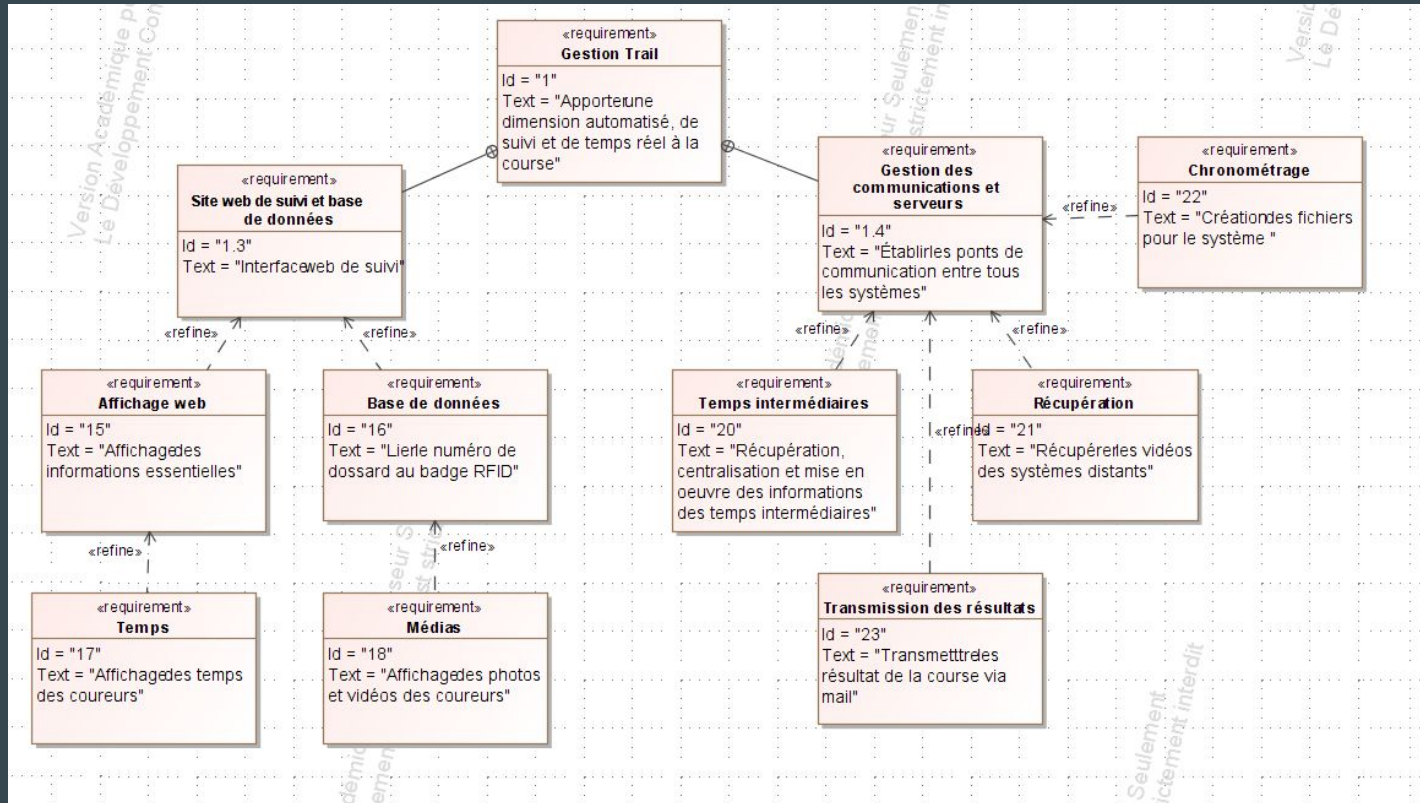 «requirement»
Gestion Trail
Id = "1"
Text = "Apporterune
dimension automatisé, de
suivi et de temps réel à la
course"
«requirement»
Site web de suivi et base
de données
Id = "1.3"
Text = "Interfaceweb de suivi"
«requirement»
Gestion des
communications et
serveurs
Id = "1.4"
Text = "Établirles ponts de
communication entre tous
les systèmes"
«requirement»
Chronométrage
Id = "22"
Text = "Créationdes fichiers
pour le système "
«refine»
«refine»
«refine»
«refine»
«refine»
«refine»
«requirement»
Affichage web
Id = "15"
Text = "Affichagedes
informations essentielles"
«requirement»
Base de données
Id = "16"
Text = "Lierle numéro de
dossard au badge RFID"
«requirement»
Temps intermédiaires
Id = "20"
Text = "Récupération,
centralisation et mise en
oeuvre des informations
des temps intermédiaires"
«requirement»
Récupération
Id = "21"
Text = "Récupérerles vidéos
des systèmes distants"
«refine»
«refine»
«requirement»
Temps
Id = "17"
Text = "Affichagedes temps
des coureurs"
«requirement»
Médias
Id = "18"
Text = "Affichagedes photos
et vidéos des coureurs"
«requirement»
Transmission des résultats
Id = "23"
Text = "Transmetttreles
résultat de la course via
mail"
Version Académique
Le Développement
Seulement
strictement
Seulement
interdit